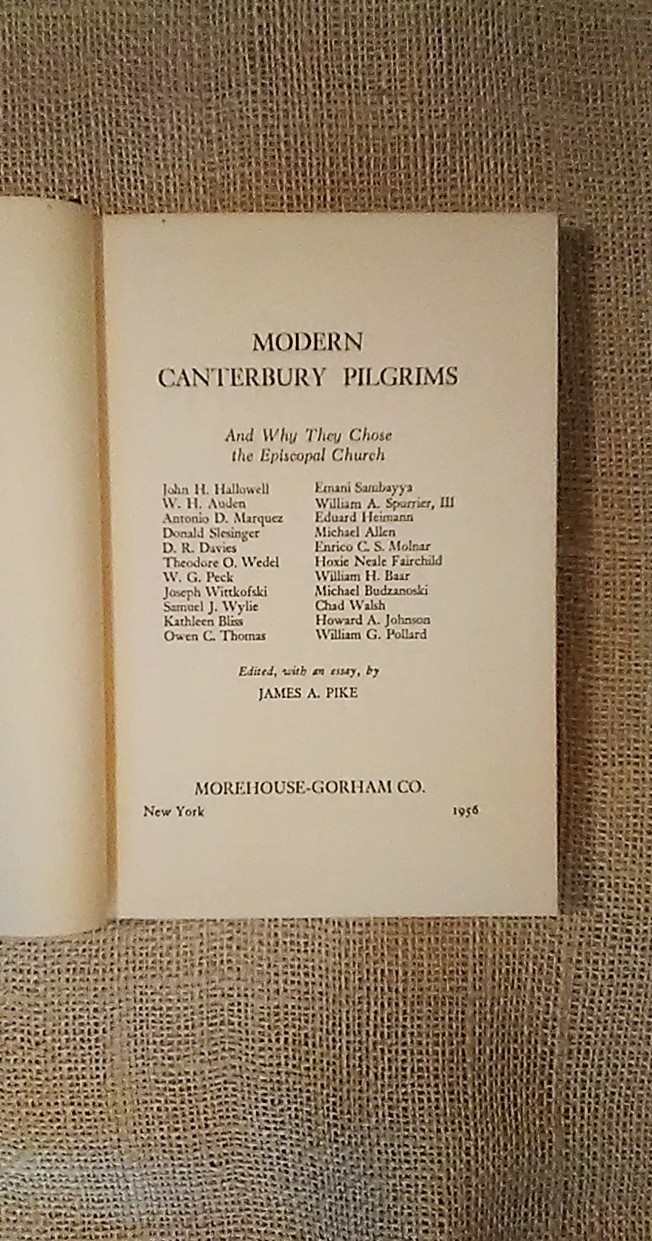 MODERN
CANTERBURY PILGRIMS
And Why They Chose
the Episcopal Church
John H. Hallowell
W. H. Auden
Antonio D. Marquez
Donald Slesinger
D. R. Davies
Theodore O. Wedel
W. G. Peck
Joseph Wittkofski
Samuel J. Wylie
Kathleen Bliss
Owen C. Thomas
Emani Sambayya
William A. Spurrier, III
Eduard Heimann
Michael Allen
Enrico C. S. Molnar
Hoxie Neale Fairchild
William H. Baar
Michael Budzanoski
Chad Walsh
Howard A. Johnson
William G. Pollard
Edited, with an essay, by
JAMES A. PIKE
MOREHOUSE-GORHAM CO.
New York 1956